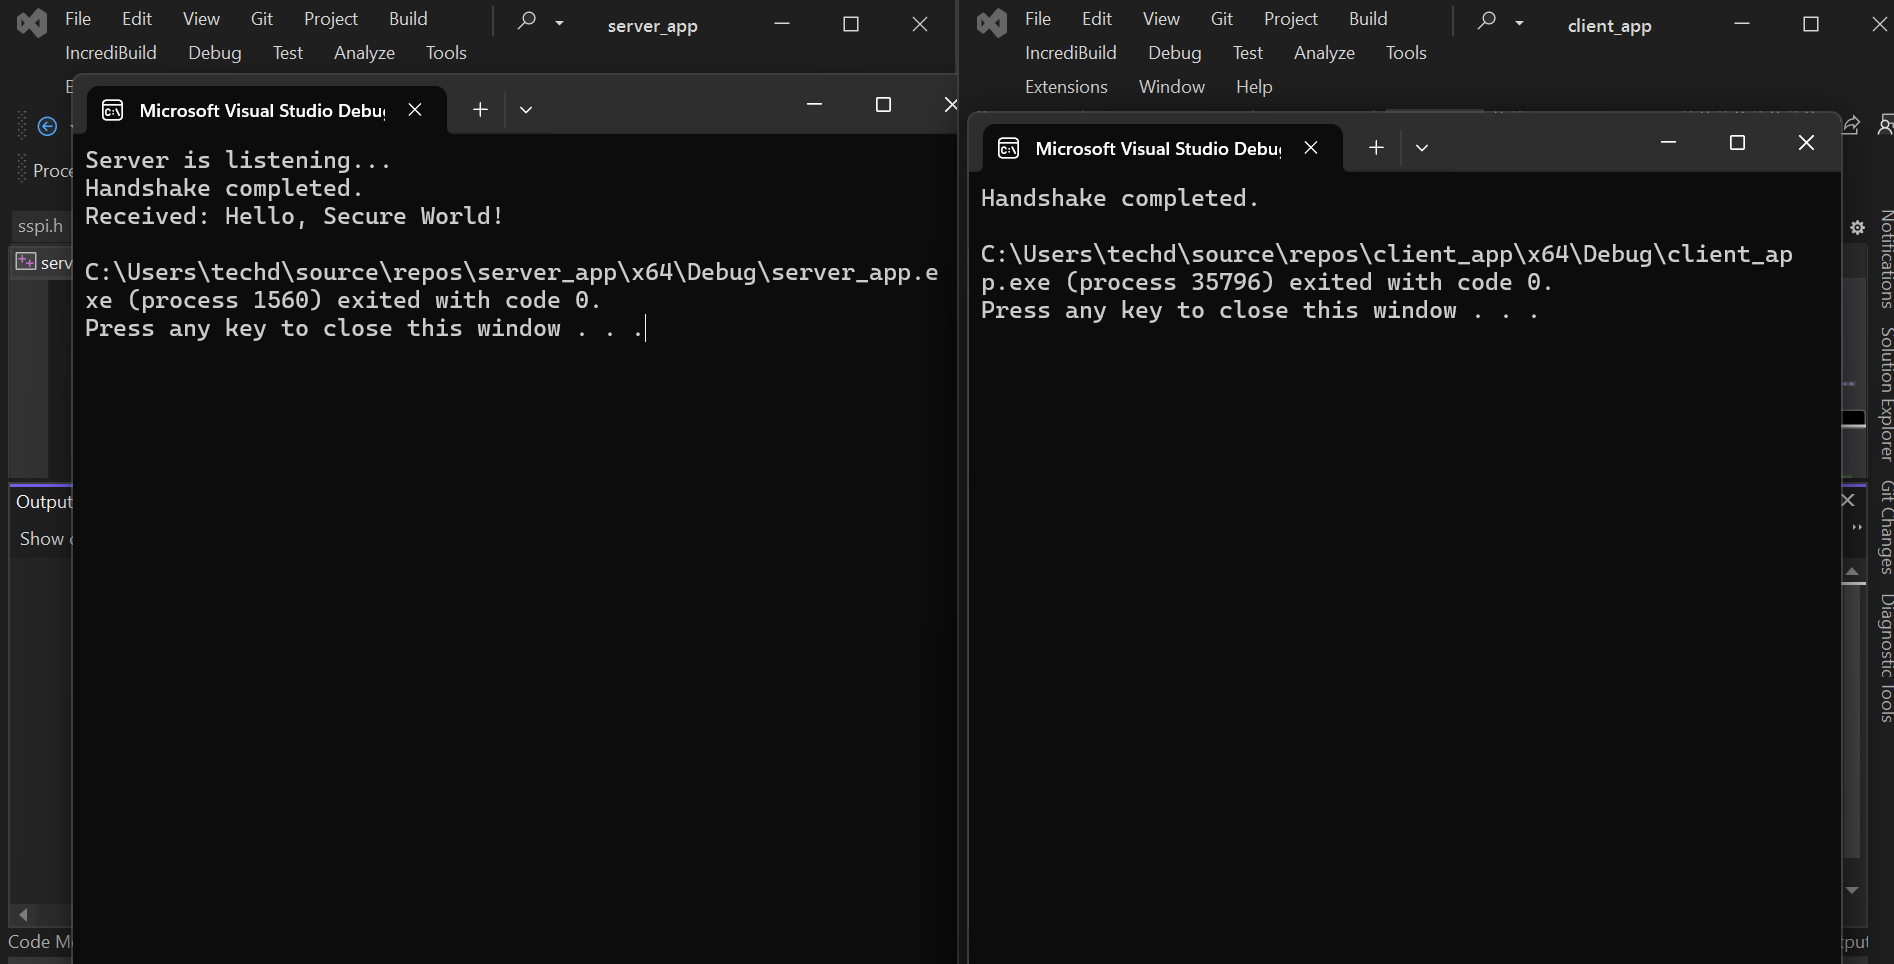 File Edit View Git Project Build
server_app
IncrediBuild Debug Test Analyze Tools
Microsoft Visual Studio Debu
Proce
sspi.h
serv
Server is listening...
Handshake completed.
Received: Hello, Secure World!
C:\Users\techd\source\repos\server_app\x64\Debug\server_app.e
xe (process 1560) exited with code 0.
Press any key to close this window . . .
Output
Show
Code M
File Edit View Git Project Build
client_app
IncrediBuild Debug Test Analyze Tools
Extensions Window Help
Microsoft Visual Studio Debu
Handshake completed.
C:\Users\techd\source\repos\client_app\x64\Debug\client_ap
p.exe (process 35796) exited with code 0.
Press any key to close this window . . .
Notifications
Solution Explorer
Git Changes
Diagnostic Tools